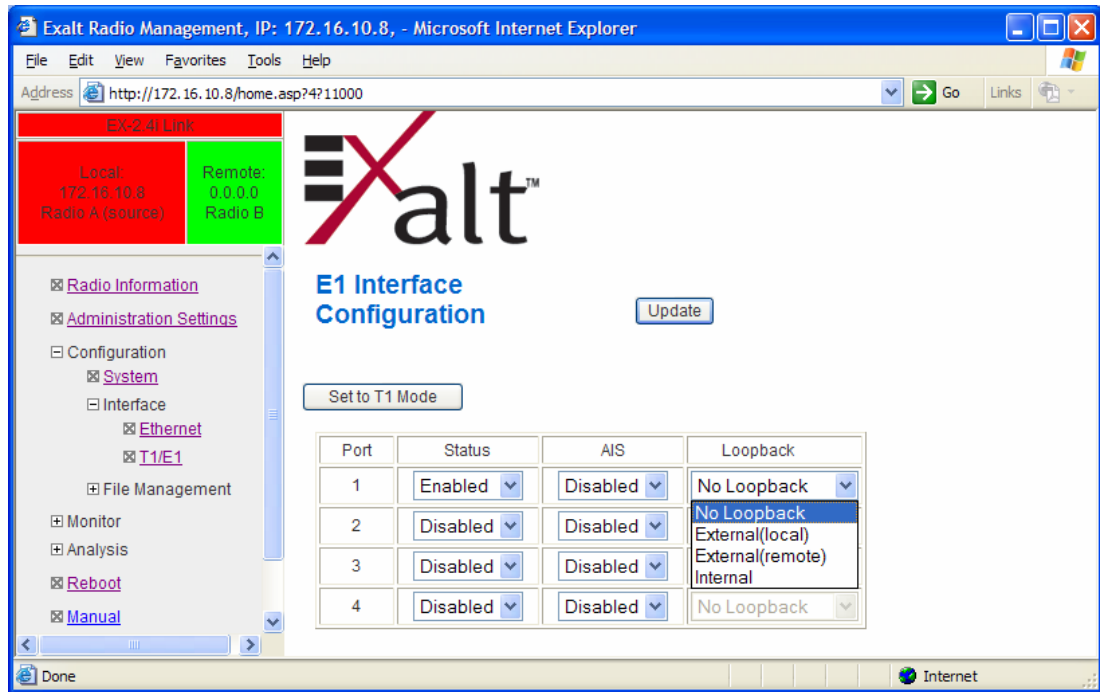 Exalt Radio Management, IP: 172.16.10.8, - Microsoft Internet Explorer
File Edit View Favorites Tools Help
Address http://172.16.10.8/home.asp?4?11000 Go Links
EX-2.4i Link
Local:
172.16.10.8
Radio A (source)
Remote:
0.0.0.0
Radio B
Radio Information
Administration Settings
Configuration
System
Interface
Ethernet
T1/E1
File Management
Monitor
Analysis
Reboot
Manual
Exalt™
E1 Interface
Configuration
Update
Set to T1 Mode
Port Status AIS Loopback
1 Enabled Disabled No Loopback
No Loopback
External(local)
External(remote)
Internal
2 Disabled Disabled
3 Disabled Disabled
4 Disabled Disabled No Loopback
Done Internet